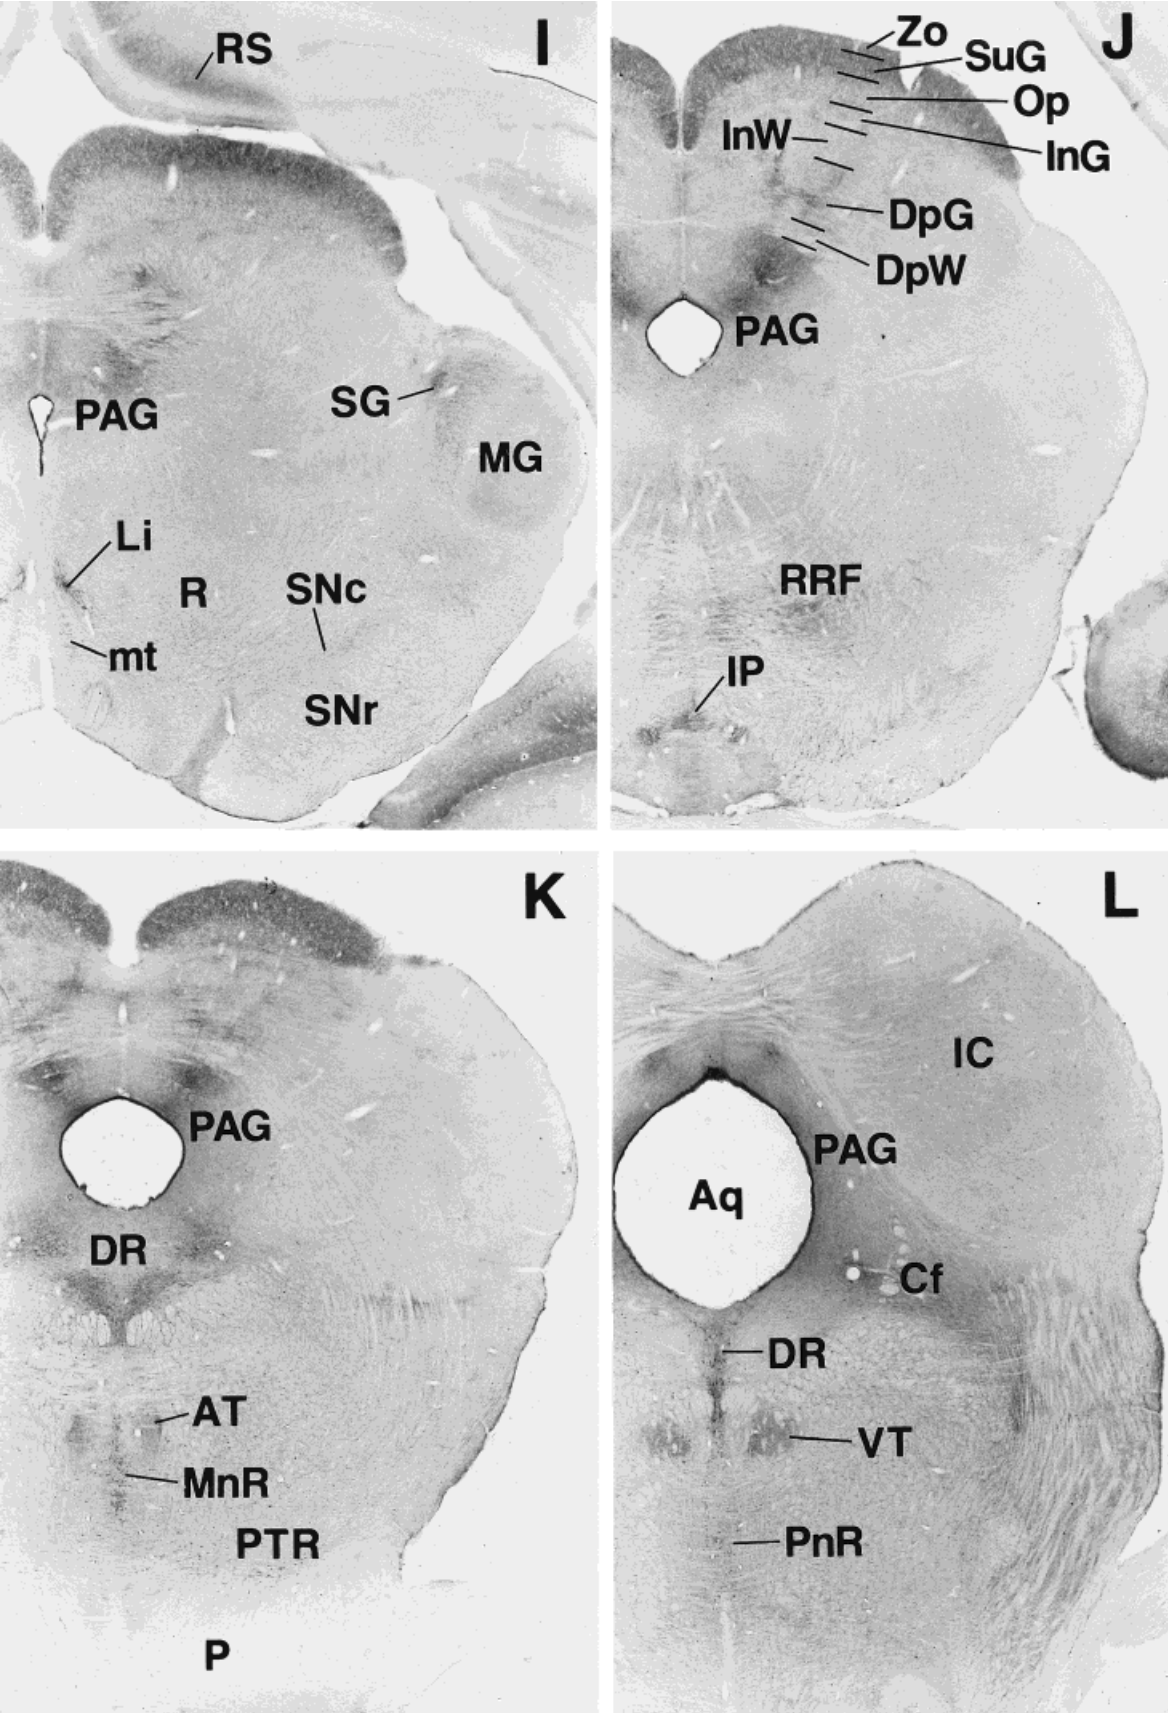 I
RS
PAG
SG
MG
Li
R
SNc
mt
SNr
J
Zo
SuG
Op
InW
InG
DpG
DpW
PAG
RRF
IP
K
PAG
DR
AT
MnR
PTR
P
L
IC
PAG
Aq
Cf
DR
VT
PnR